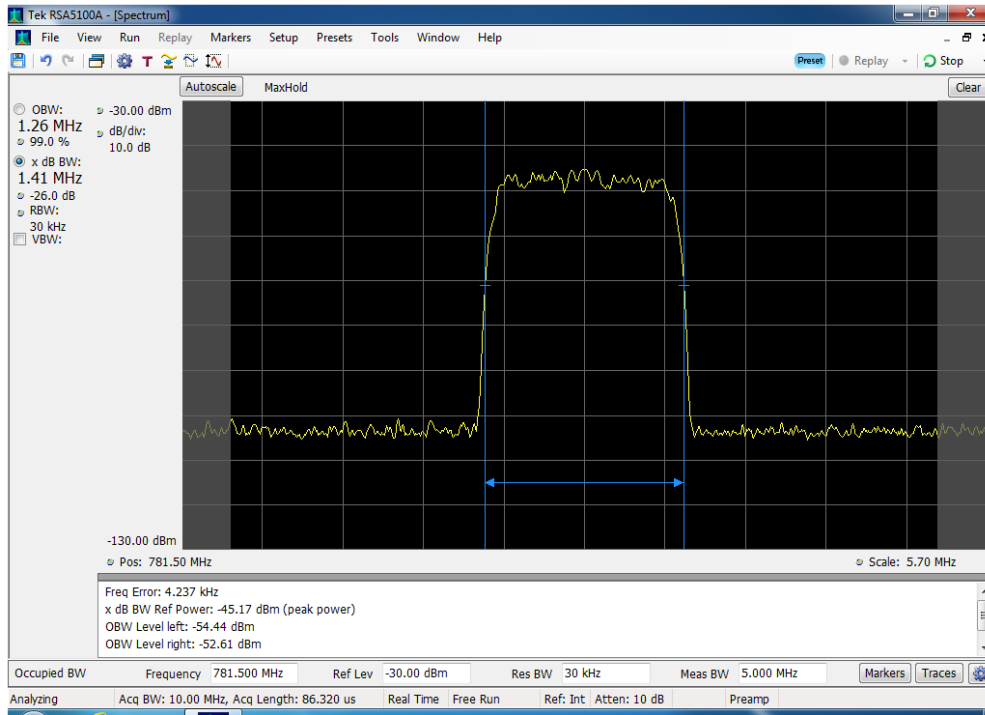 Tek RSA5100A - [Spectrum]
File View Run Replay Markers Setup Presets Tools Window Help
Preset Replay Stop
Autoscale MaxHold Clear
OBW:
1.26 MHz
99.0 %
x dB BW:
1.41 MHz
-26.0 dB
RBW:
30 kHz
VBW:
-30.00 dBm
dB/div:
10.0 dB
-130.00 dBm
Pos: 781.50 MHz Scale: 5.70 MHz
Freq Error: 4.237 kHz
x dB BW Ref Power: -45.17 dBm (peak power)
OBW Level left: -54.44 dBm
OBW Level right: -52.61 dBm
Occupied BW Frequency 781.500 MHz Ref Lev -30.00 dBm Res BW 30 kHz Meas BW 5.000 MHz Markers Traces
Analyzing Acq BW: 10.00 MHz, Acq Length: 86.320 us Real Time Free Run Ref: Int Atten: 10 dB Preamp